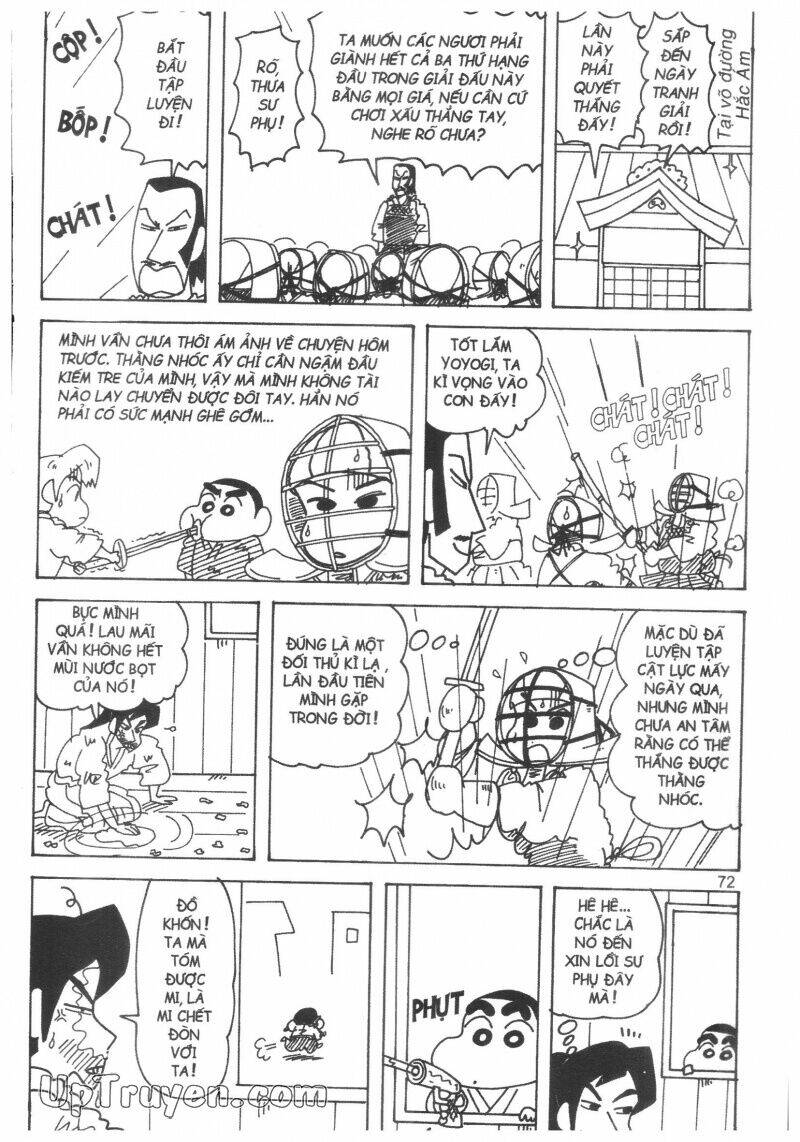 Tại võ đường
Hắc Am
SẮP
ĐẾN
NGÀY
TRANH
GIẢI
RỒI!
LẦN
NÀY
PHẢI
QUYẾT
THẮNG
ĐẤY!
TA MUỐN CÁC NGƯƠI PHẢI
GIÀNH HẾT CẢ BA THỨ HẠNG
ĐẦU TRONG GIẢI ĐẤU NÀY
BẰNG MỌI GIÁ, NẾU CẦN CỨ
CHƠI XẤU THẲNG TAY,
NGHE RÕ CHƯA?
RÕ,
THƯA
SƯ
PHỤ!
BẮT
ĐẦU
TẬP
LUYỆN
ĐI!
CỘP!
BỐP!
CHÁT!
CHÁT! CHÁT!
CHÁT!
TỐT LẮM
YOYOGI, TA
KÌ VỌNG VÀO
CON ĐẤY!
MÌNH VẪN CHƯA THÔI ÁM ẢNH VỀ CHUYỆN HÔM
TRƯỚC. THẰNG NHÓC ẤY CHỈ CẦN NGẬM ĐẦU
KIẾM TRE CỦA MÌNH, VẬY MÀ MÌNH KHÔNG TÀI
NÀO LAY CHUYỂN ĐƯỢC ĐÔI TAY. HẲN NÓ
PHẢI CÓ SỨC MẠNH GHÊ GỚM...
MẶC DÙ ĐÃ
LUYỆN TẬP
CẬT LỰC MẤY
NGÀY QUA,
NHƯNG MÌNH
CHƯA AN TÂM
RẰNG CÓ THỂ
THẮNG ĐƯỢC
THẰNG
NHÓC.
ĐÚNG LÀ MỘT
ĐỐI THỦ KÌ LẠ,
LẦN ĐẦU TIÊN
MÌNH GẶP
TRONG ĐỜI!
BỰC MÌNH
QUÁ! LAU MÃI
VẪN KHÔNG HẾT
MÙI NƯỚC BỌT
CỦA NÓ!
72
HÊ HÊ...
CHẮC LÀ
NÓ ĐẾN
XIN LỖI SƯ
PHỤ ĐÂY
MÀ!
PHỤT
ĐỒ
KHỐN!
TA MÀ
TÓM
ĐƯỢC
MI, LÀ
MI CHẾT
ĐÒN
VỚI
TA!
UpTruyen.com